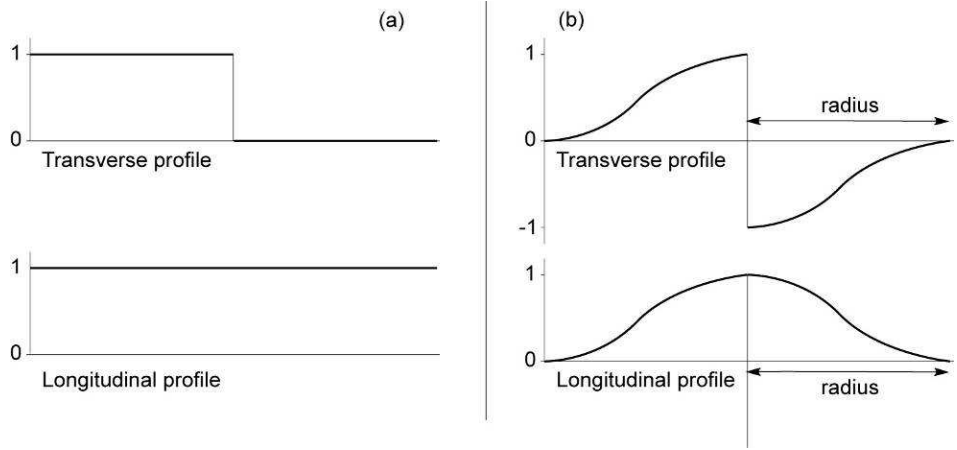 (a)
1
0
Transverse profile
1
0
Longitudinal profile
(b)
1
radius
0
Transverse profile
-1
1
0
Longitudinal profile
radius